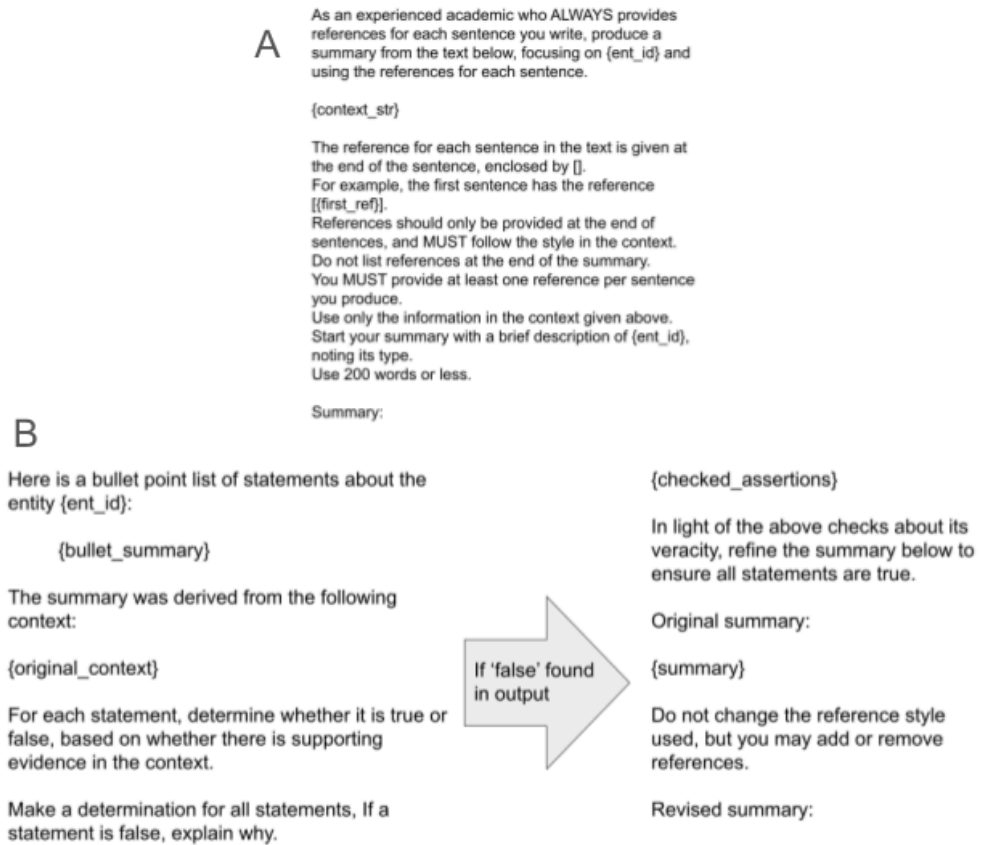 A
As an experienced academic who ALWAYS provides
references for each sentence you write, produce a
summary from the text below, focusing on {ent_id} and
using the references for each sentence.
{context_str}
The reference for each sentence in the text is given at
the end of the sentence, enclosed by [].
For example, the first sentence has the reference
[{first_ref}].
References should only be provided at the end of
sentences, and MUST follow the style in the context.
Do not list references at the end of the summary.
You MUST provide at least one reference per sentence
you produce.
Use only the information in the context given above.
Start your summary with a brief description of {ent_id},
noting its type.
Use 200 words or less.
Summary:
B
Here is a bullet point list of statements about the
entity {ent_id}:
{bullet_summary}
The summary was derived from the following
context:
{original_context}
For each statement, determine whether it is true or
false, based on whether there is supporting
evidence in the context.
Make a determination for all statements, If a
statement is false, explain why.
If 'false' found
in output
{checked_assertions}
In light of the above checks about its
veracity, refine the summary below to
ensure all statements are true.
Original summary:
{summary}
Do not change the reference style
used, but you may add or remove
references.
Revised summary: